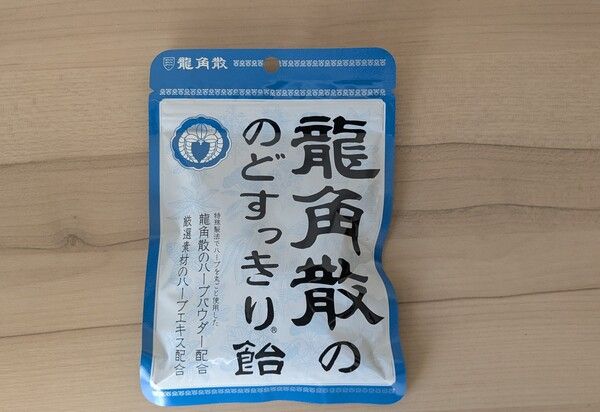 龍角散
龍角散の
のどすっきり®飴
特殊製法でハーブを丸ごと使用した
龍角散のハーブパウダー配合
厳選素材のハーブエキス配合